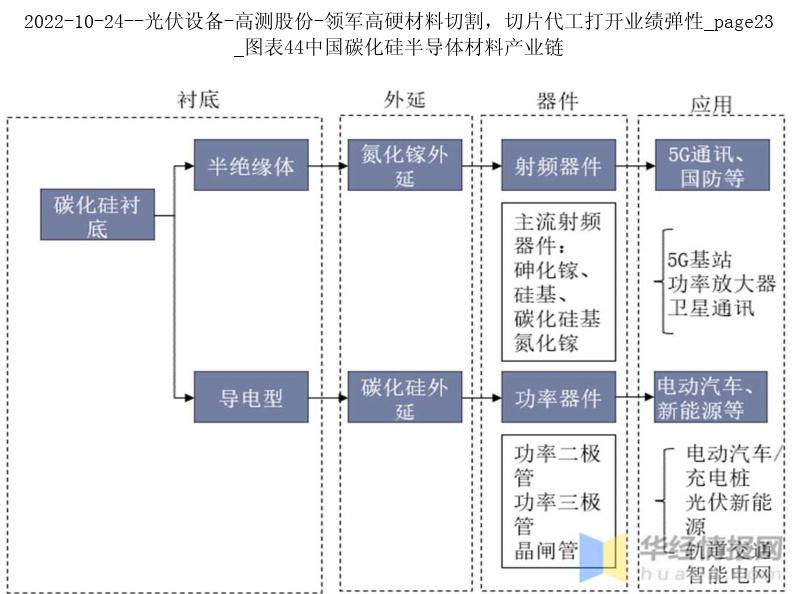 2022-10-24--光伏设备-高测股份-领军高硬材料切割，切片代工打开业绩弹性_page23
_图表44中国碳化硅半导体材料产业链
衬底
外延
器件
应用
碳化硅衬
底
半绝缘体
氮化镓外
延
射频器件
5G通讯、
国防等
主流射频
器件：
砷化镓、
硅基、
碳化硅基
氮化镓
5G基站
功率放大器
卫星通讯
导电型
碳化硅外
延
功率器件
电动汽车、
新能源等
功率二极
管
功率三极
管
晶闸管
电动汽车/
充电桩
光伏新能
源
轨道交通
智能电网
华经情报网